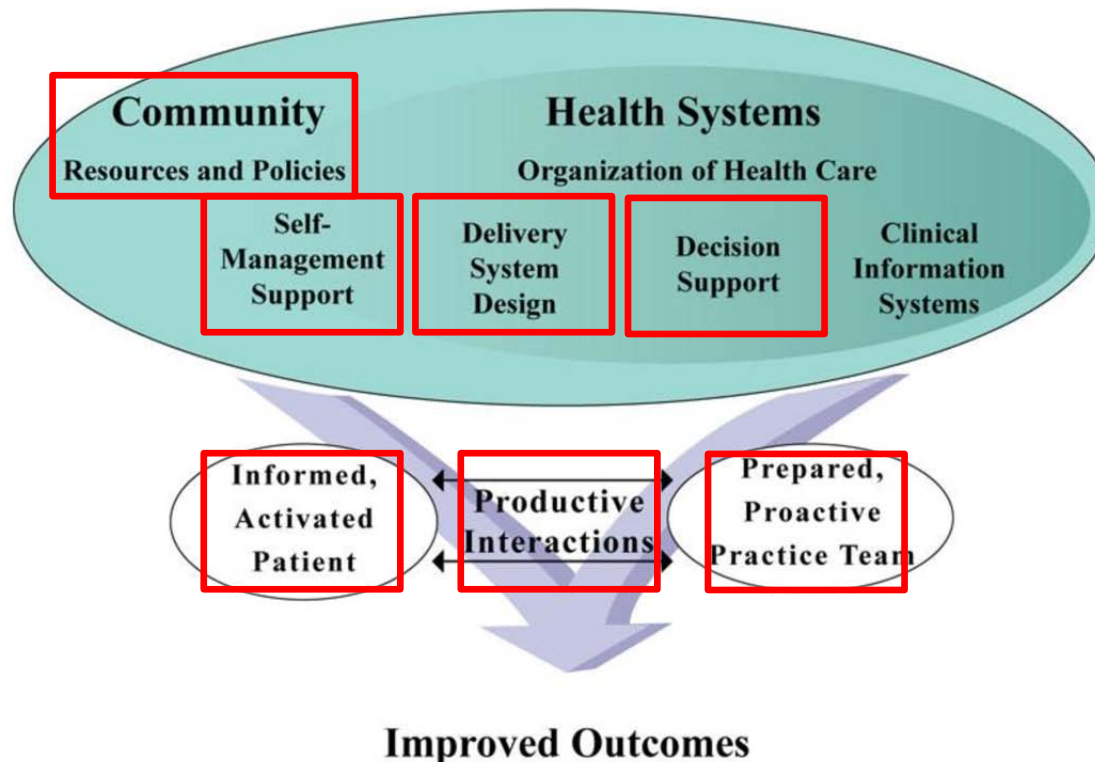 Community
Resources and Policies
Health Systems
Organization of Health Care
Self-
Management
Support
Delivery
System
Design
Decision
Support
Clinical
Information
Systems
Informed,
Activated
Patient
Productive
Interactions
Prepared,
Proactive
Practice Team
Improved Outcomes